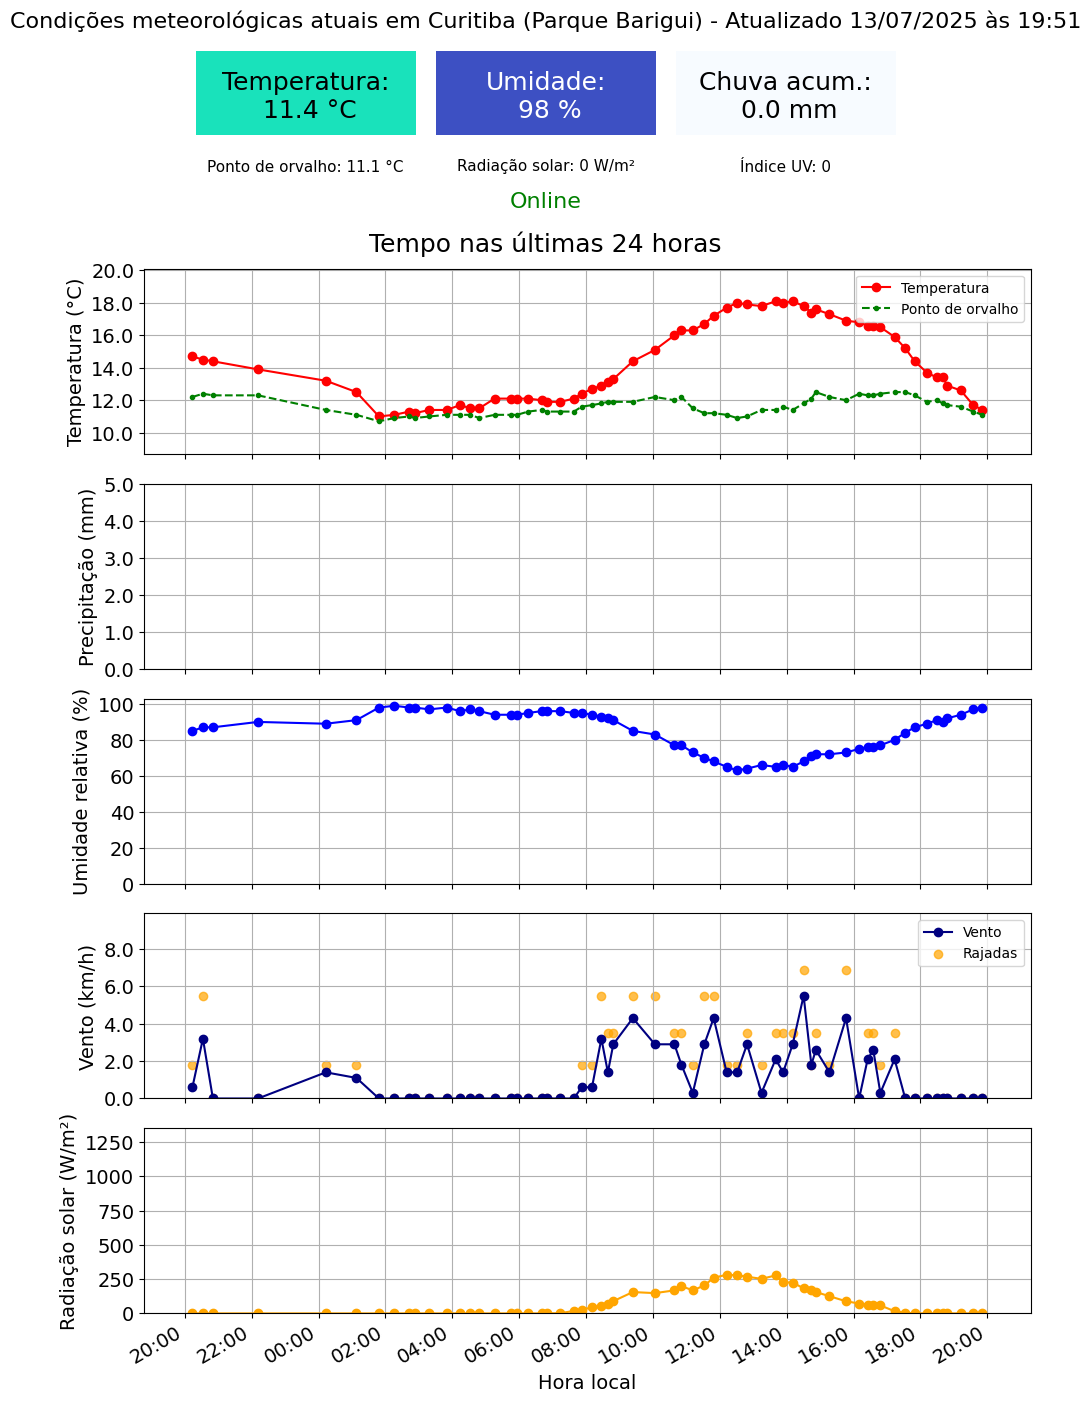 Condições meteorológicas atuais em Curitiba (Parque Barigui) - Atualizado 13/07/2025 às 19:51
Temperatura:
11.4 °C
Umidade:
98 %
Chuva acum.:
0.0 mm
Ponto de orvalho: 11.1 °C
Radiação solar: 0 W/m²
Índice UV: 0
Online
Tempo nas últimas 24 horas
Temperatura (°C)
20.0
18.0
16.0
14.0
12.0
10.0
Temperatura
Ponto de orvalho
Precipitação (mm)
5.0
4.0
3.0
2.0
1.0
0.0
Umidade relativa (%)
100
80
60
40
20
0
Vento (km/h)
8.0
6.0
4.0
2.0
0.0
Vento
Rajadas
Radiação solar (W/m²)
1250
1000
750
500
250
0
20:00
22:00
00:00
02:00
04:00
06:00
08:00
10:00
12:00
14:00
16:00
18:00
20:00
Hora local